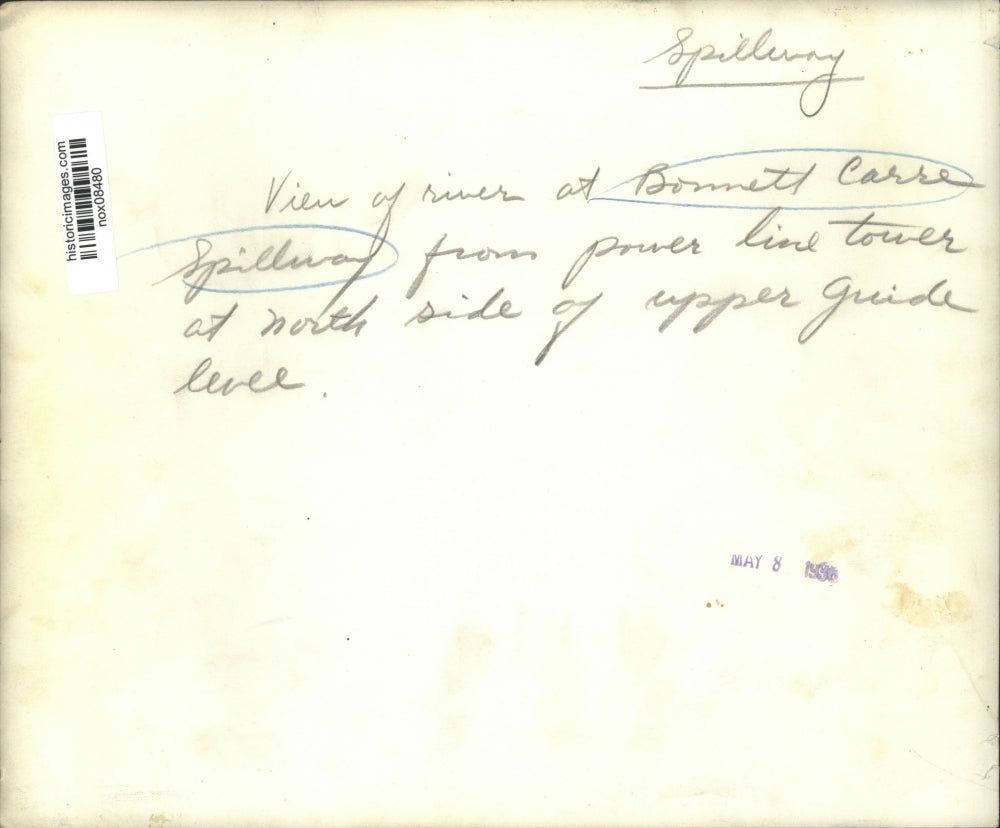 Spillway
View of river at Bonnett Carre
Spillway from power line tower
at north side of upper Guide
levee.
historicimages.com
nox08480
MAY 8